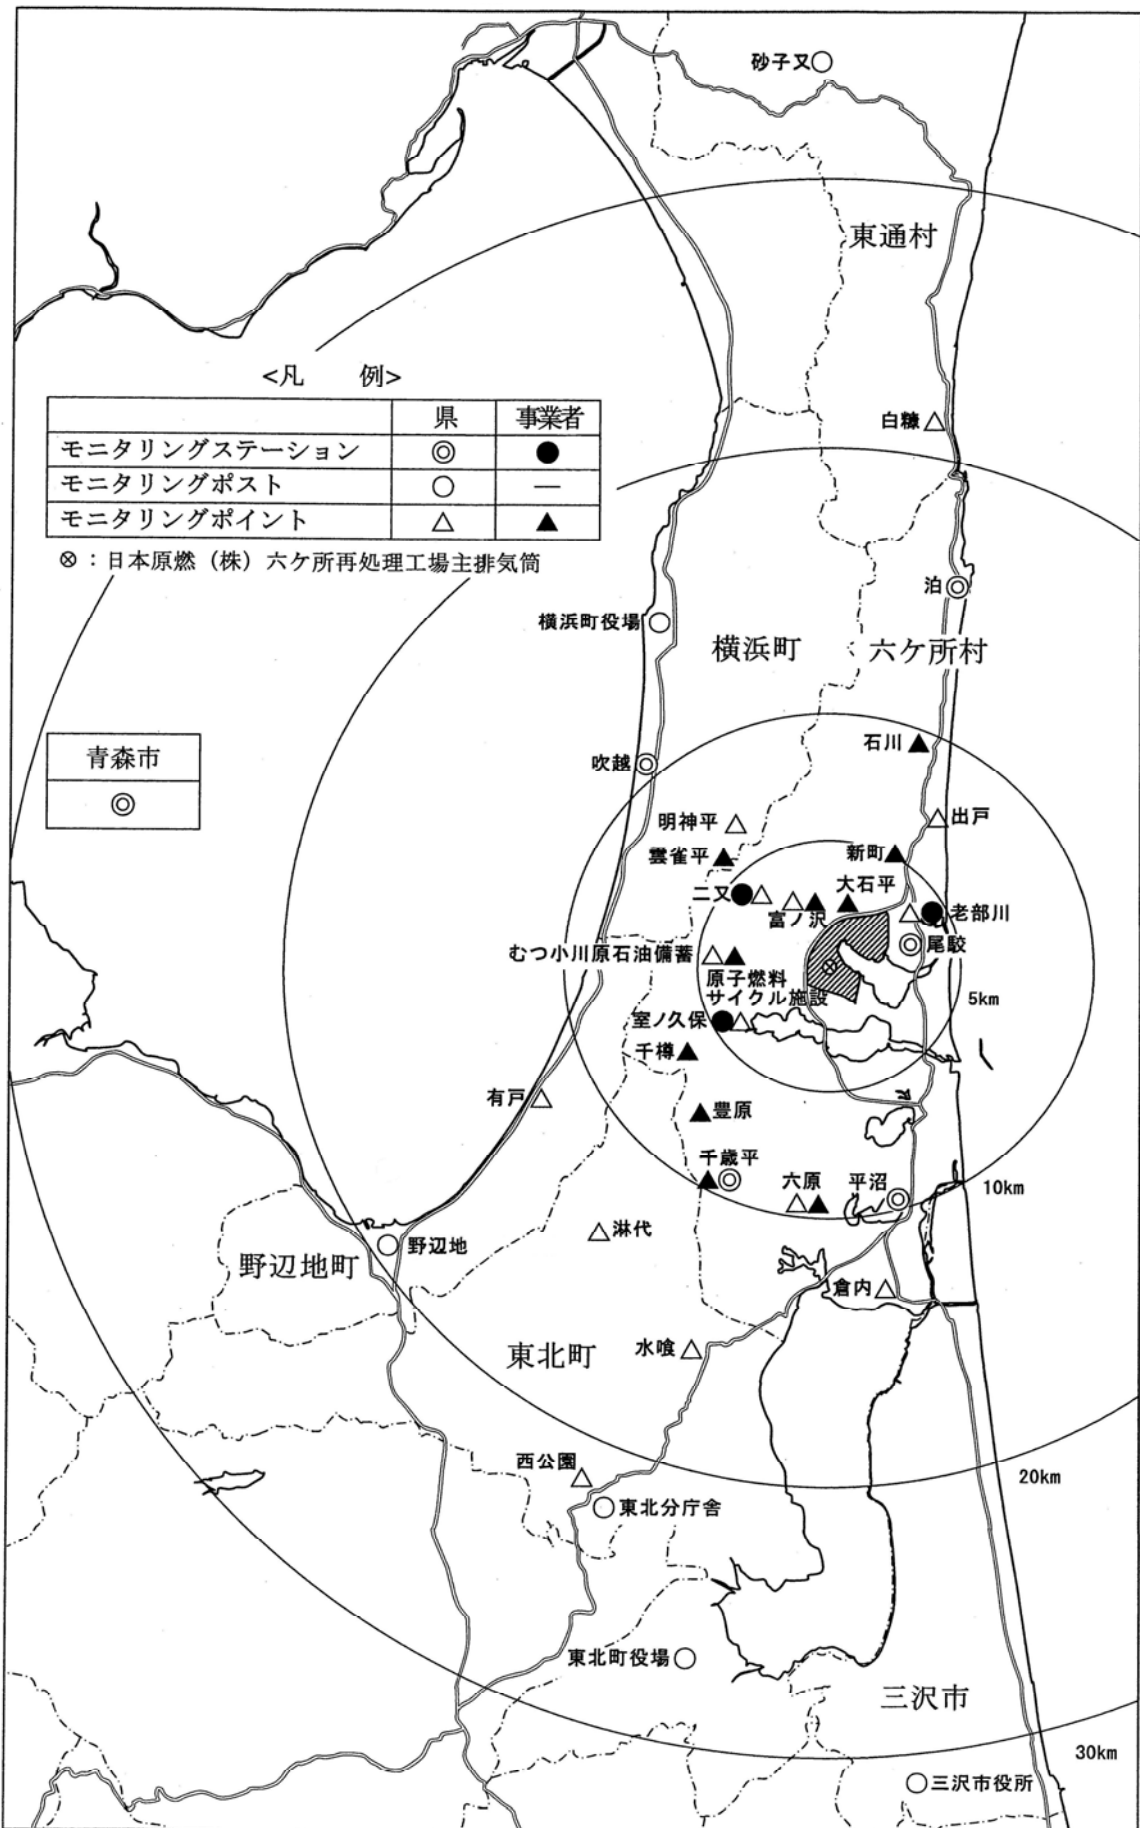 砂子又
東通村
<凡　例>
県　事業者
モニタリングステーション　◎　●
モニタリングポスト　○　―
モニタリングポイント　△　▲
⊗：日本原燃（株）六ケ所再処理工場主排気筒
白糠
泊
横浜町役場
横浜町
六ケ所村
青森市
◎
石川
吹越
明神平
出戸
雲雀平
新町
二又
大石平
富ノ沢
老部川
尾駮
むつ小川原石油備蓄
原子燃料
サイクル施設
5km
室ノ久保
千樽
有戸
豊原
千歳平
六原
平沼
10km
淋代
野辺地
野辺地町
倉内
東北町
水喰
西公園
20km
東北分庁舎
東北町役場
三沢市
30km
三沢市役所